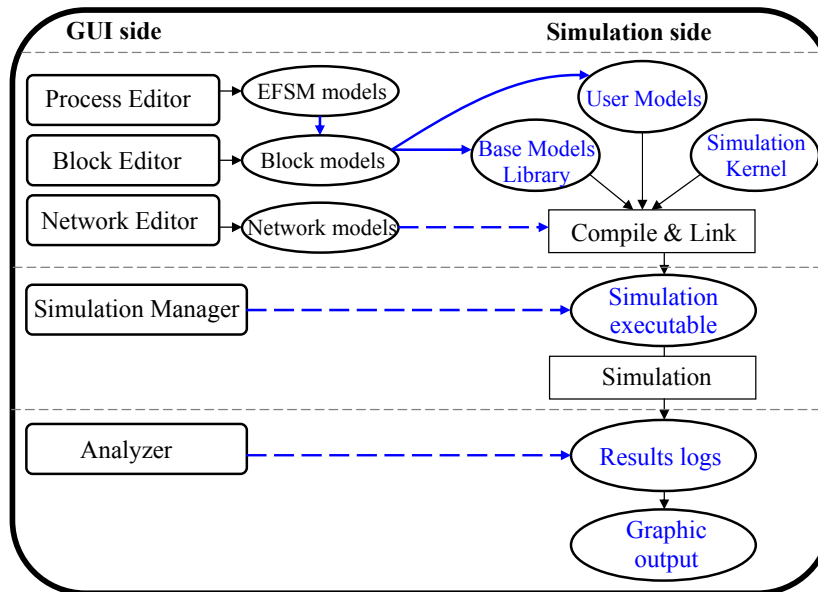 GUI side
Simulation side
Process Editor
EFSM models
User Models
Block Editor
Block models
Base Models
Library
Simulation
Kernel
Network Editor
Network models
Compile & Link
Simulation Manager
Simulation
executable
Simulation
Analyzer
Results logs
Graphic
output